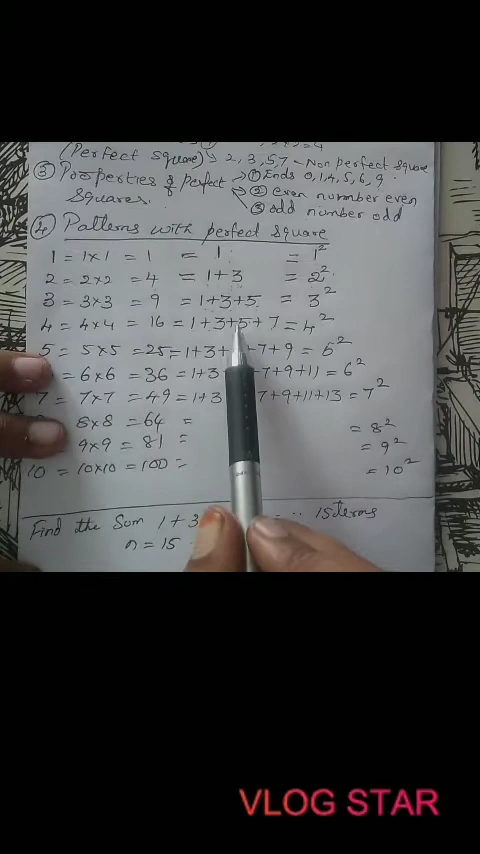 (Perfect square) 2, 3, 5, 7 - Non perfect square
③ Properties of Perfect Squares. ① Ends 0, 1, 4, 5, 6, 9.
② even number even
③ odd number odd
④ Patterns with perfect square
1 = 1×1 = 1 = 1 = 1²
2 = 2×2 = 4 = 1+3 = 2²
3 = 3×3 = 9 = 1+3+5 = 3²
4 = 4×4 = 16 = 1+3+5+7 = 4²
5 = 5×5 = 25 = 1+3+ 7+9 = 5²
= 6×6 = 36 = 1+3 7+9+11 = 6²
7 = 7×7 = 49 = 1+3 7+9+11+13 = 7²
8×8 = 64 = = 8²
9×9 = 81 = = 9²
10 = 10×10 = 100 = = 10²
Find the Sum 1+3 15 terms
n = 15
VLOG STAR